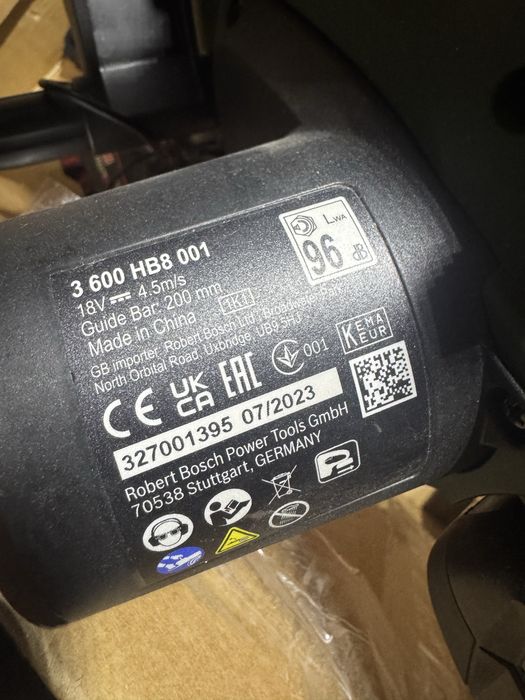 3 600 HB8 001
18V ⎓ 4.5m/s
Guide Bar: 200 mm
Made in China
GB importer: Robert Bosch Ltd., Broadwater
North Orbital Road, Uxbridge UB9 5HJ
LWA
96 dB
001
KEMA
EUR
CE UKCA EAC
327001395 07/2023
Robert Bosch Power Tools GmbH
70538 Stuttgart, GERMANY